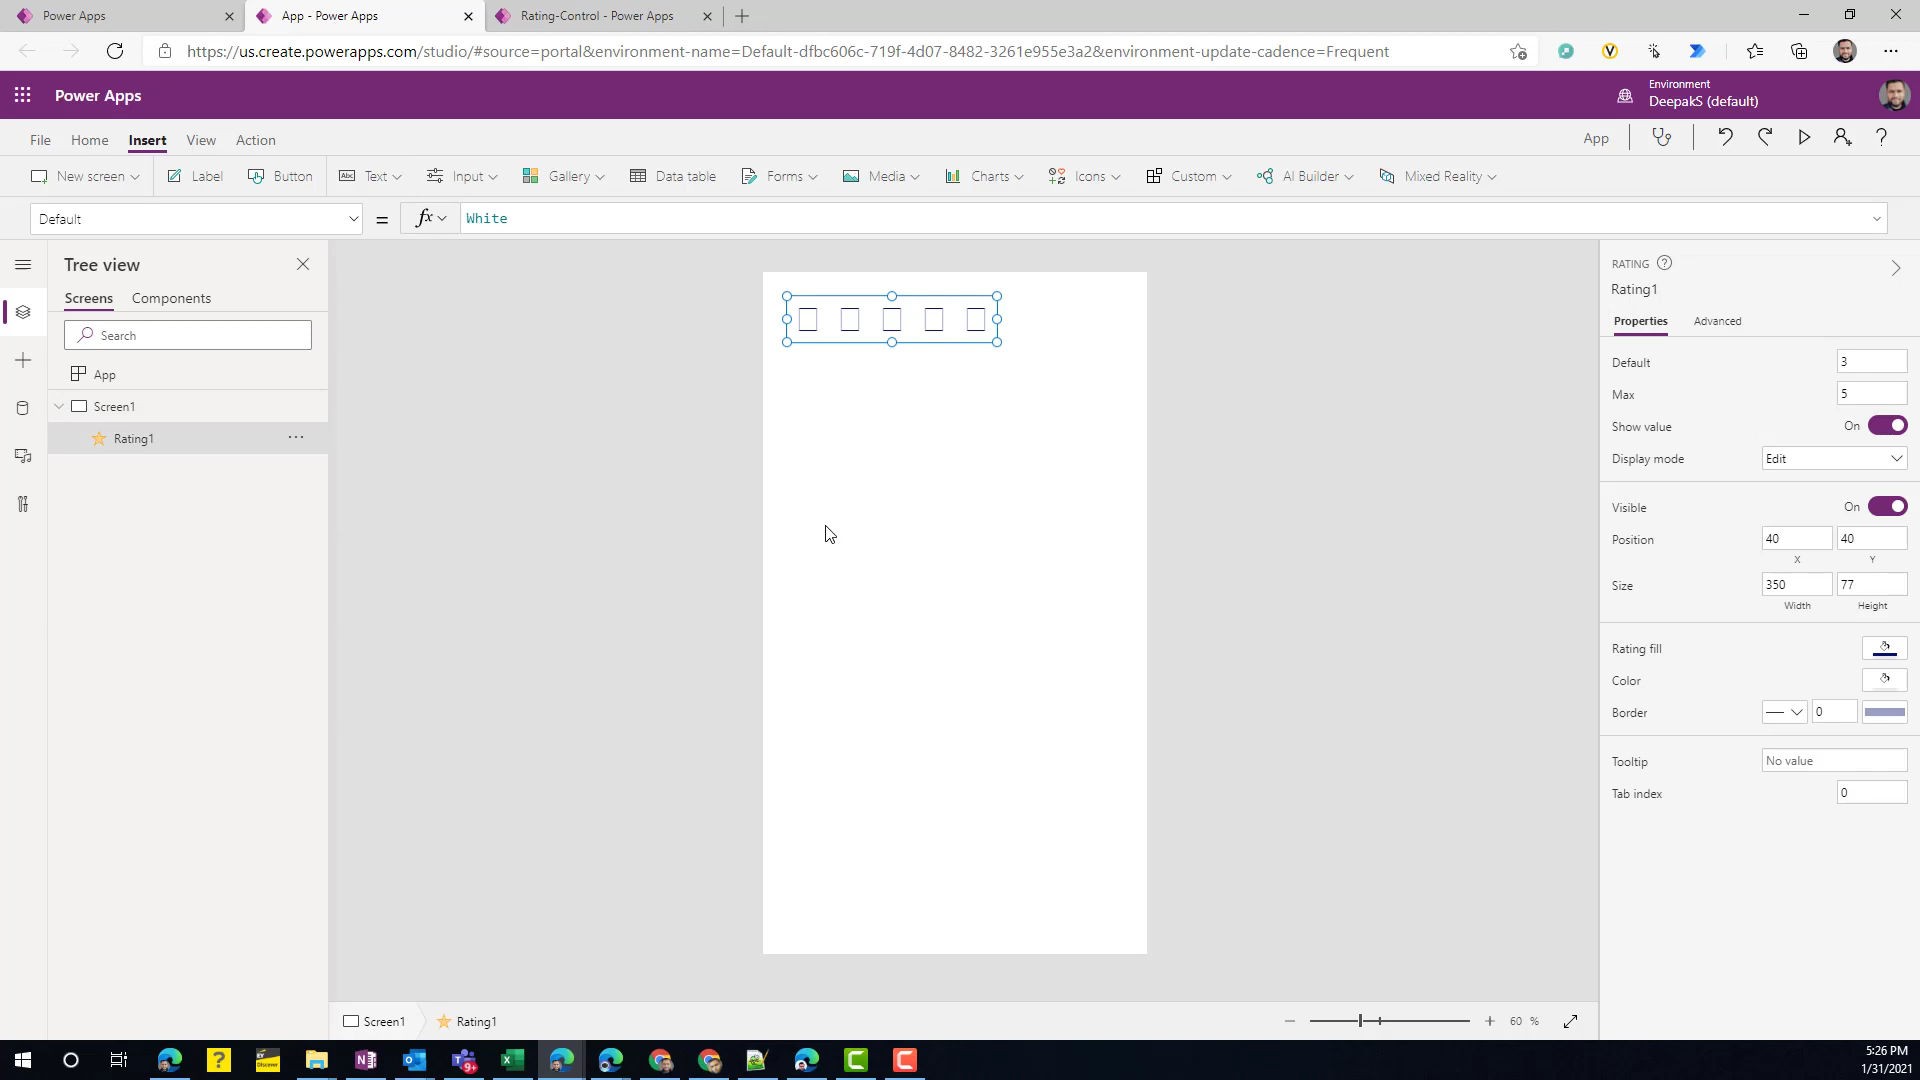 Power Apps
App - Power Apps
Rating-Control - Power Apps
https://us.create.powerapps.com/studio/#source=portal&environment-name=Default-dfbc606c-719f-4d07-8482-3261e955e3a2&environment-update-cadence=Frequent
Power Apps
Environment
DeepakS (default)
File Home Insert View Action
App
New screen Label Button Text Input Gallery Data table Forms Media Charts Icons Custom AI Builder Mixed Reality
Default = fx White
Tree view
Screens Components
Search
App
Screen1
Rating1
RATING
Rating1
Properties Advanced
Default 3
Max 5
Show value On
Display mode Edit
Visible On
Position 40 40
X Y
Size 350 77
Width Height
Rating fill
Color
Border 0
Tooltip No value
Tab index 0
Screen1 Rating1
60 %
5:26 PM
1/31/2021